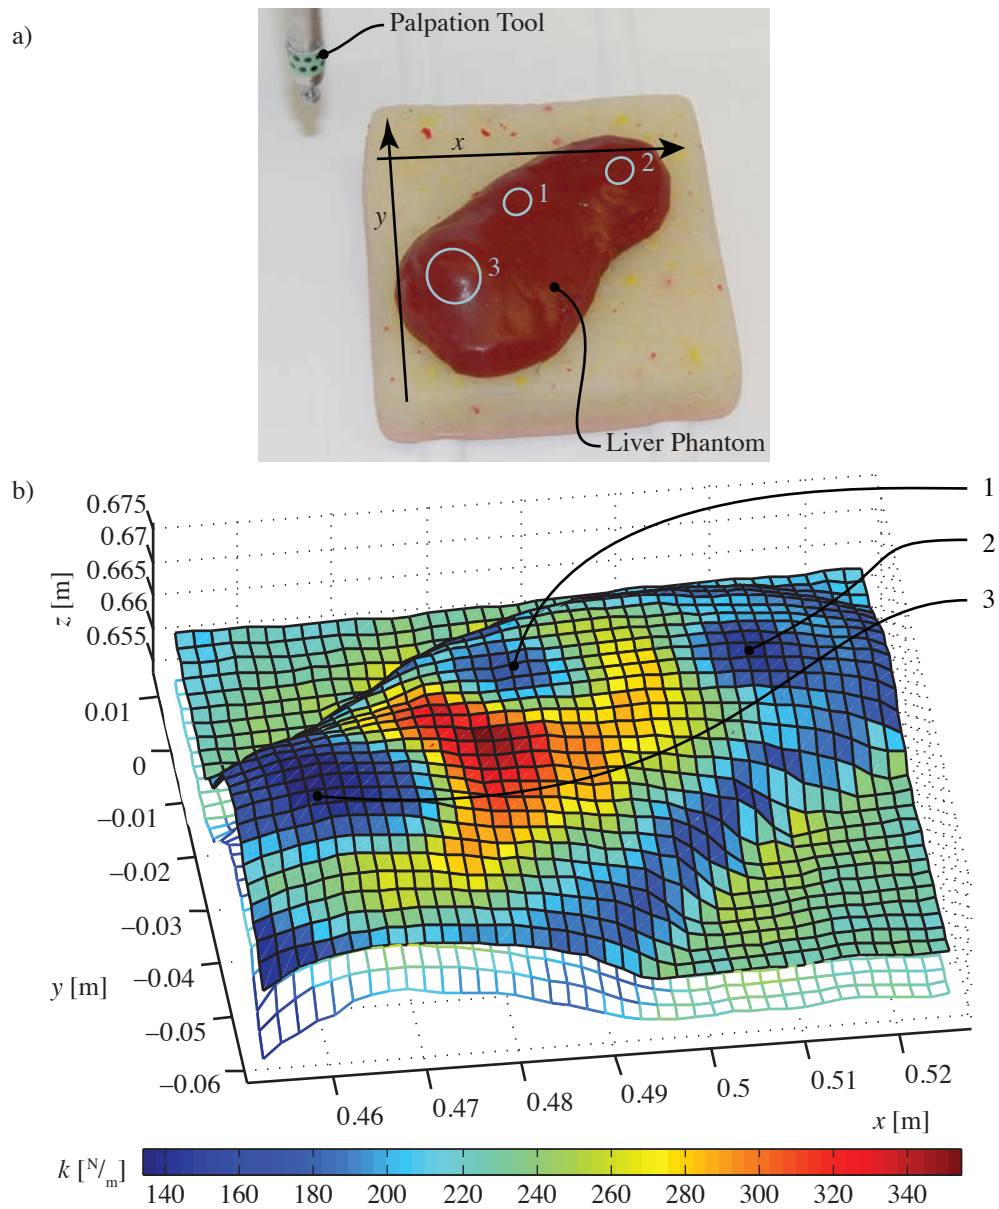 a)
Palpation Tool
x
y
1
2
3
Liver Phantom
b)
1
2
3
0.675
0.67
0.665
0.66
0.655
z [m]
0.01
0
−0.01
−0.02
−0.03
−0.04
−0.05
−0.06
y [m]
0.46
0.47
0.48
0.49
0.5
0.51
0.52
x [m]
k [N/m]
140 160 180 200 220 240 260 280 300 320 340